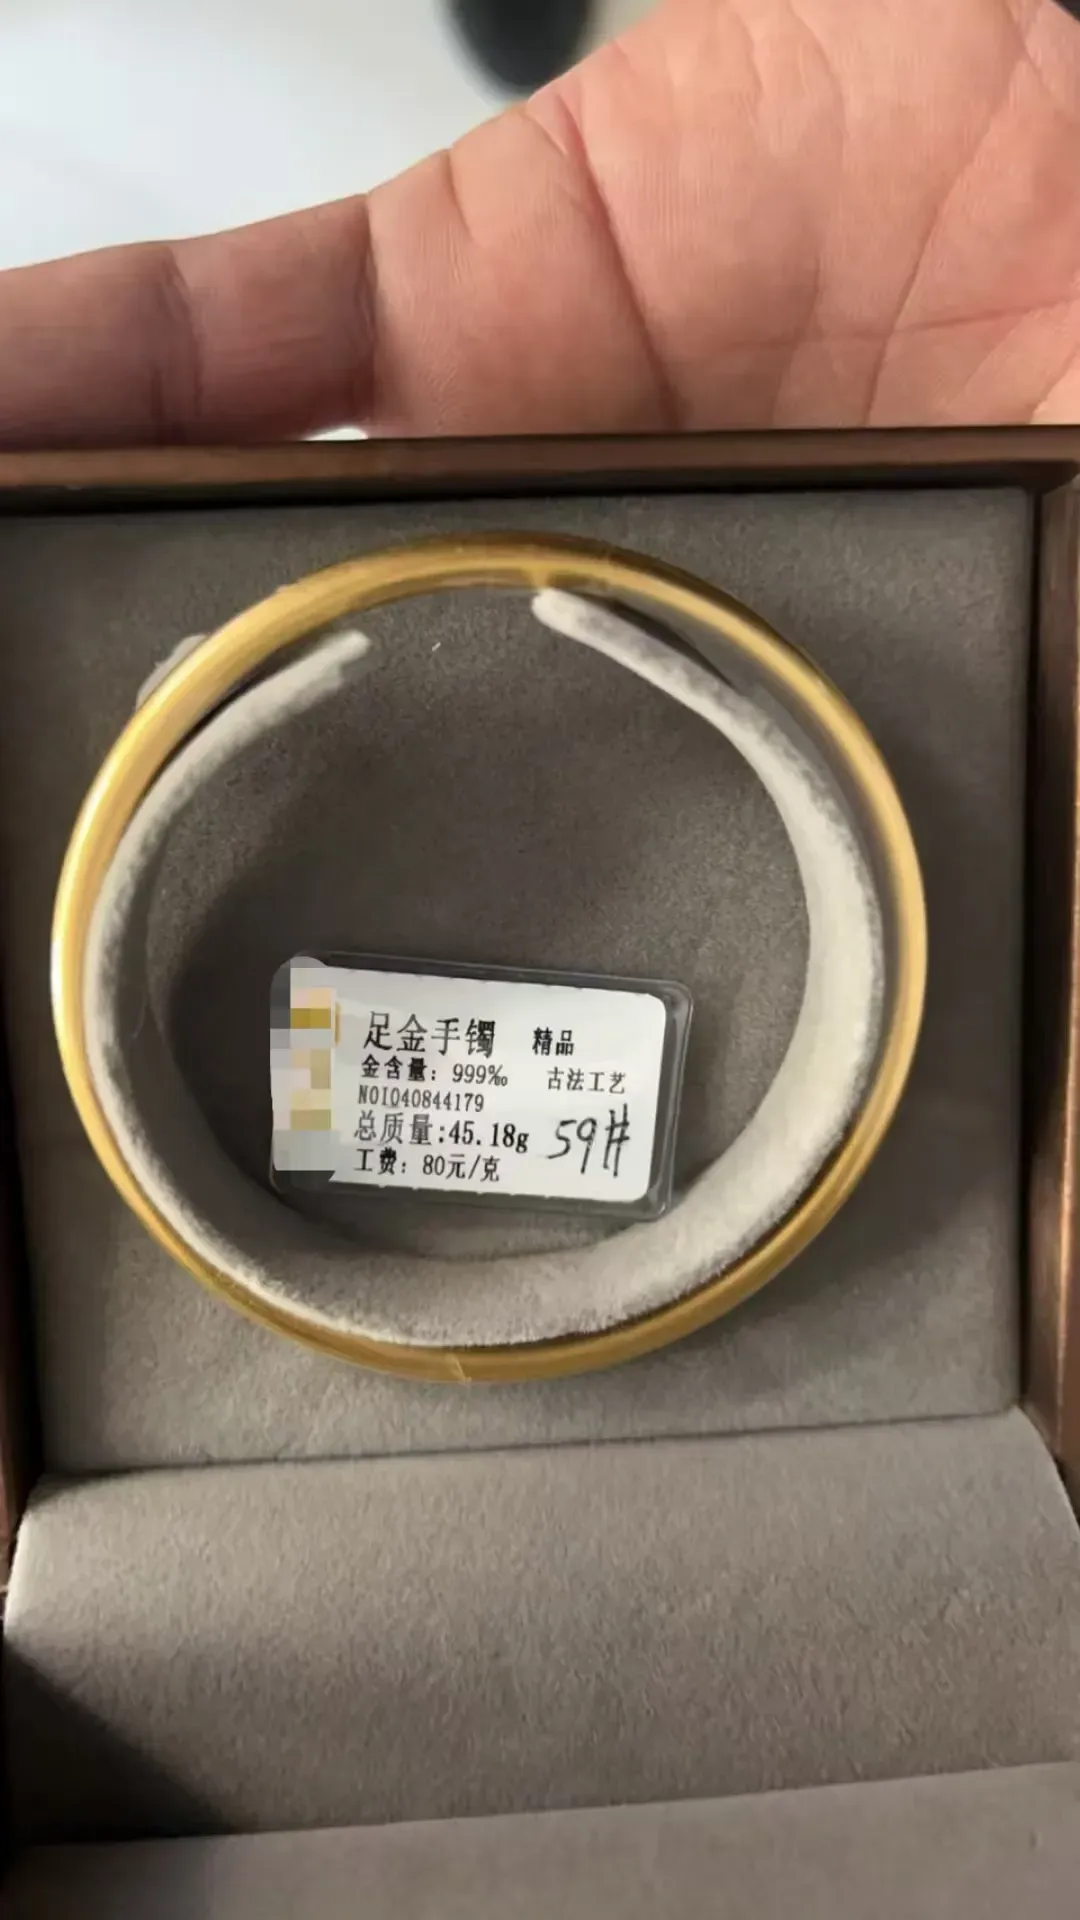 足金手镯 精品
金含量：999‰ 古法工艺
NO1040844179
总质量:45.18g 59#
工费：80元/克